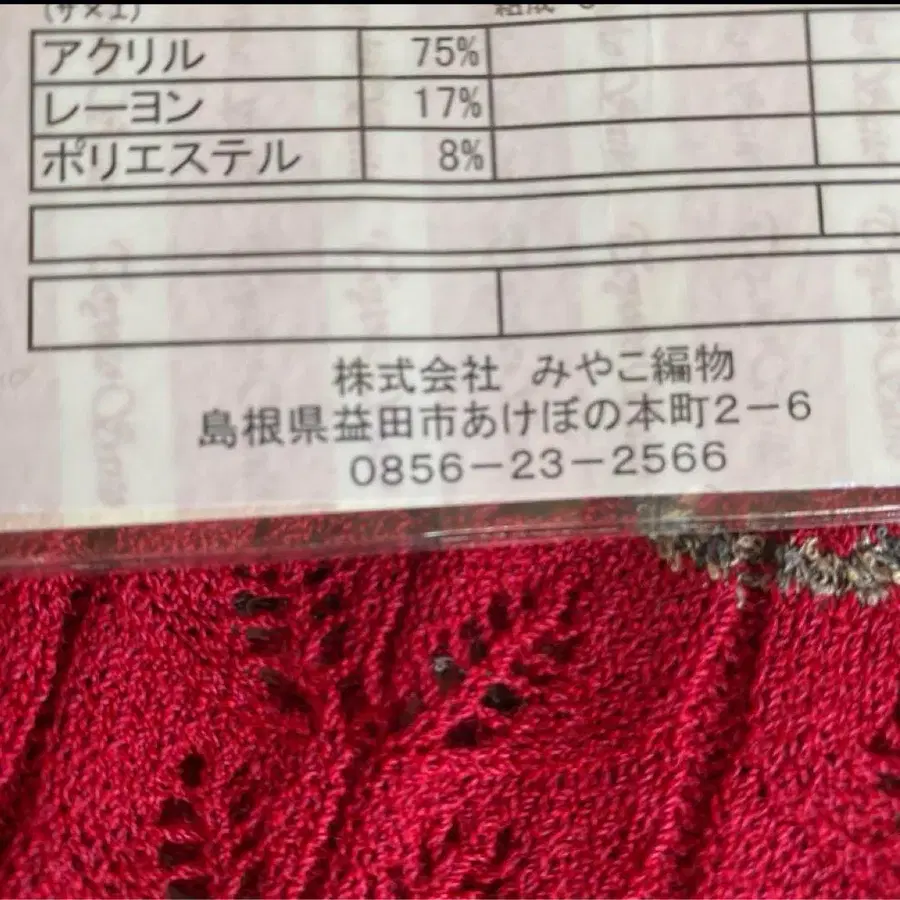 アクリル 75%
レーヨン 17%
ポリエステル 8%
株式会社 みやこ編物
島根県益田市あけぼの本町2－6
0856－23－2566